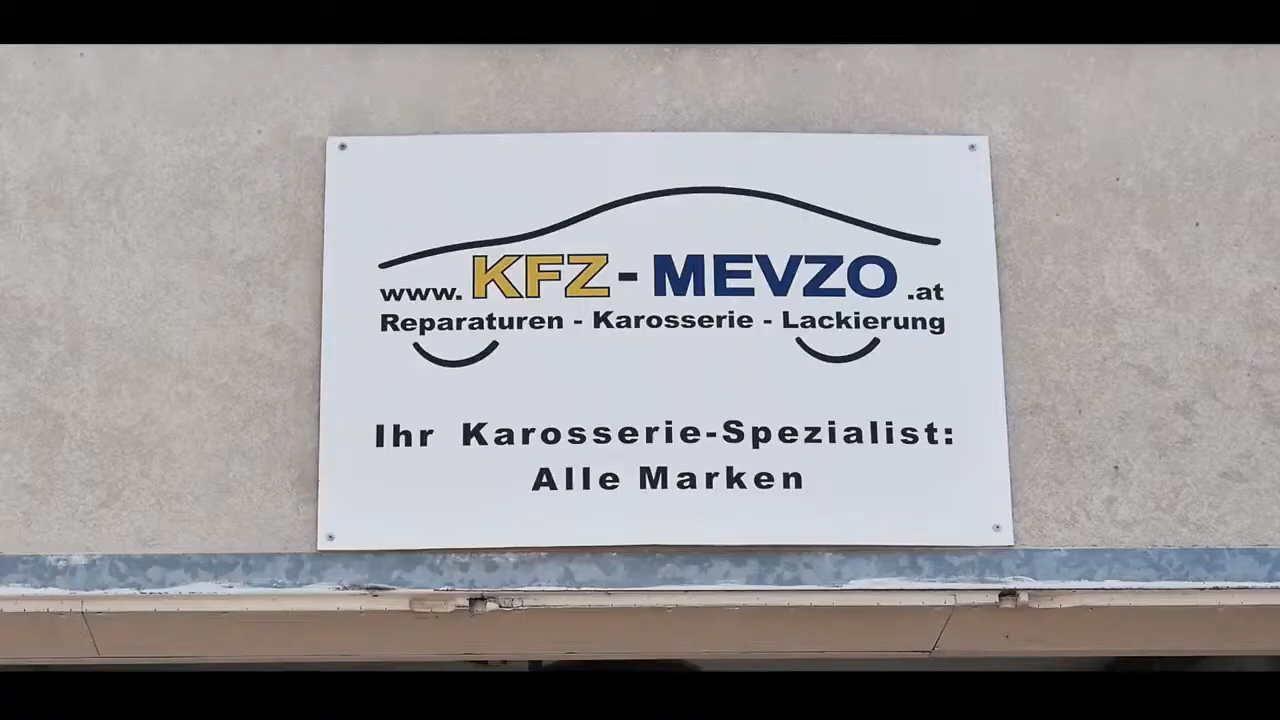 www.KFZ-MEVZO.at
Reparaturen - Karosserie - Lackierung
Ihr Karosserie-Spezialist:
Alle Marken